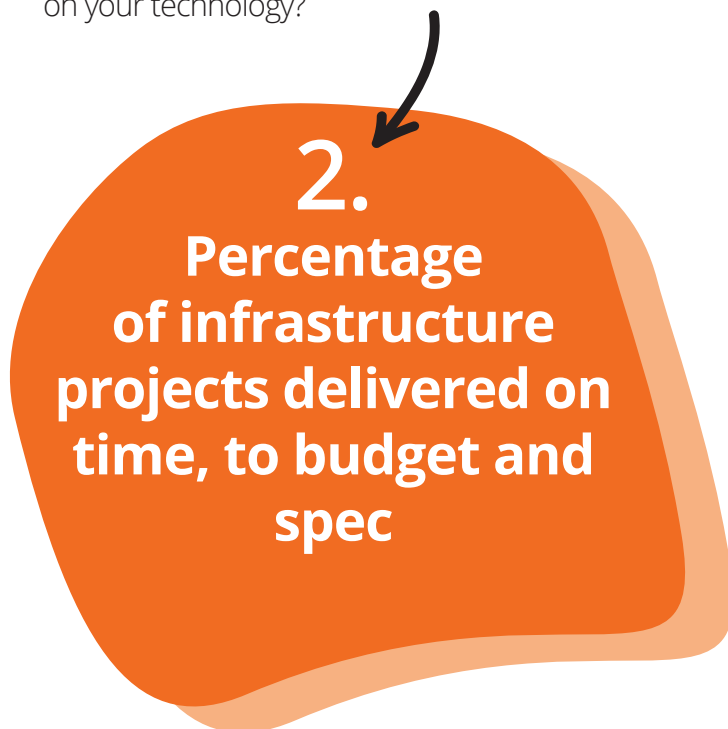 on your technology?
2.
Percentage
of infrastructure
projects delivered on
time, to budget and
spec